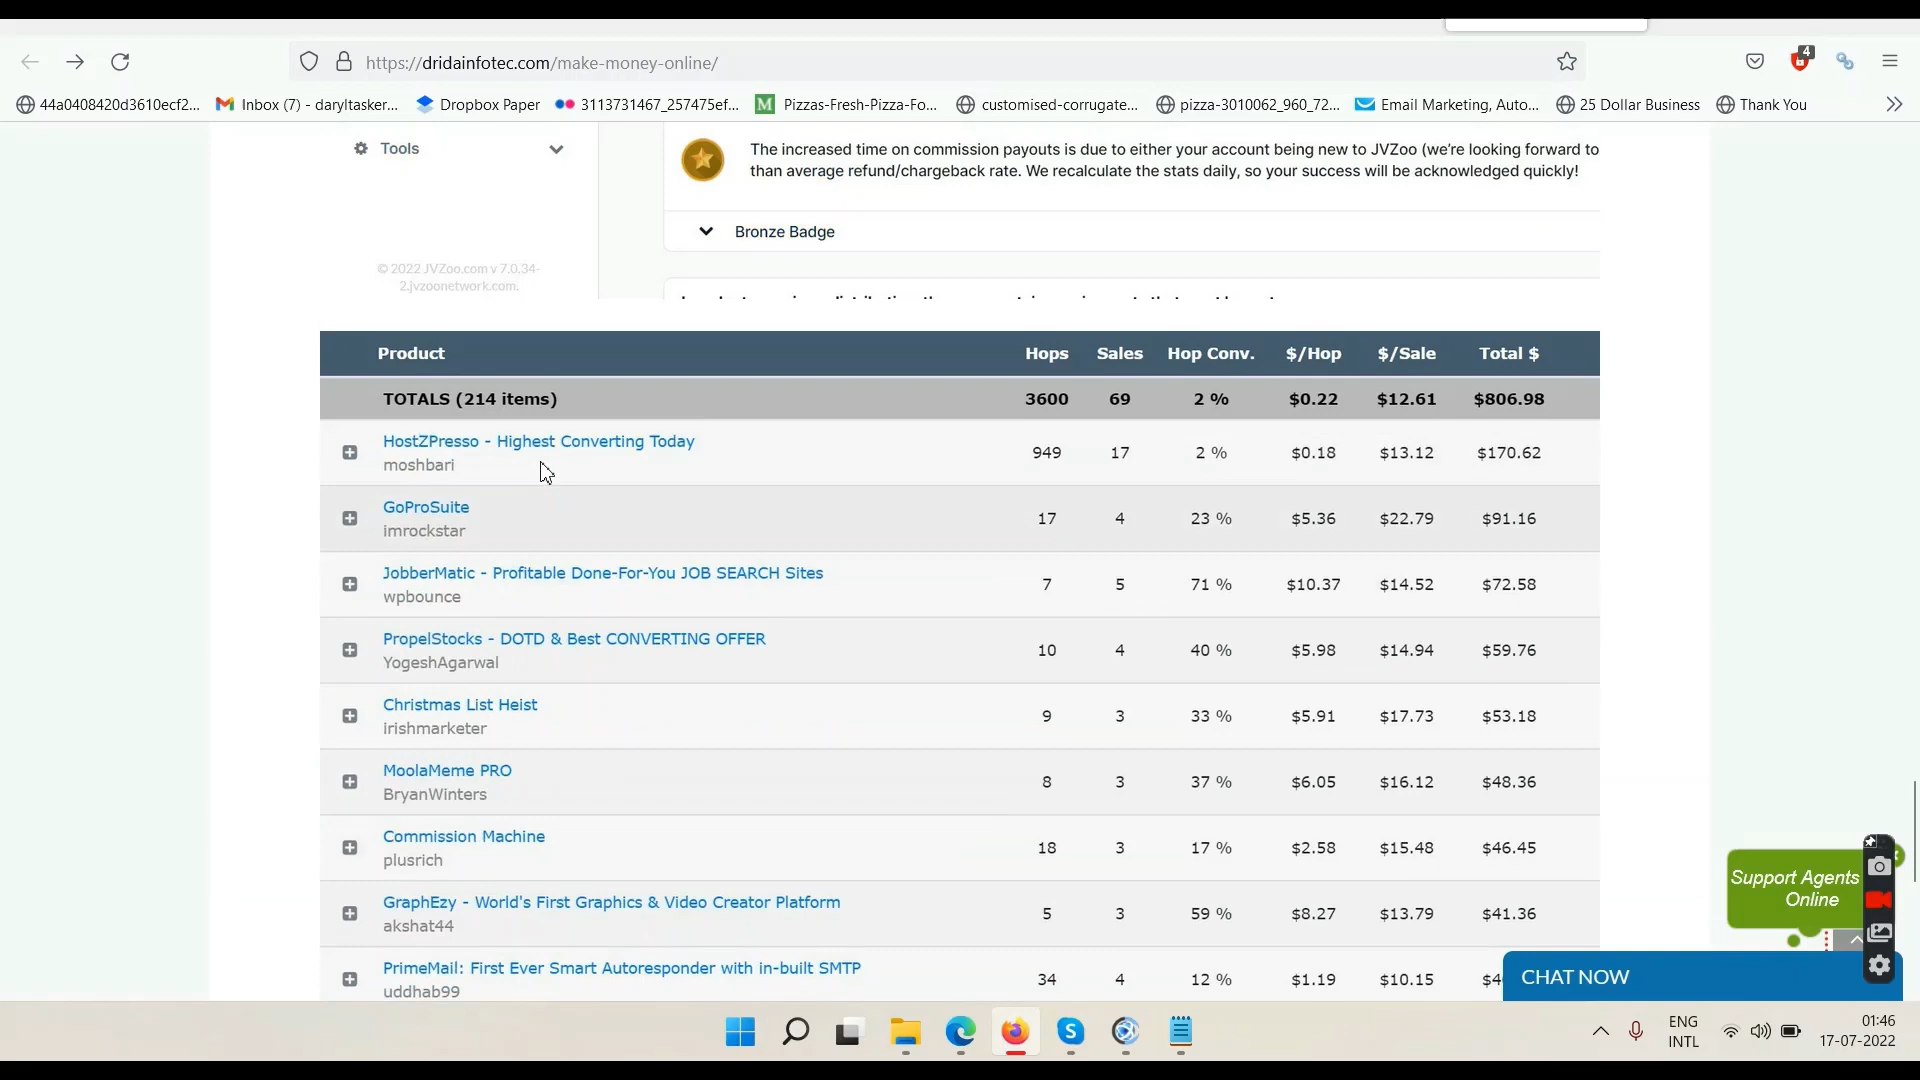 https://dridainfotec.com/make-money-online/
4
44a0408420d3610ecf2...
Inbox (7) - daryltasker...
Dropbox Paper
3113731467_257475ef...
M
Pizzas-Fresh-Pizza-Fo...
customised-corrugate...
pizza-3010062_960_72...
Email Marketing, Auto...
25 Dollar Business
Thank You
Tools
The increased time on commission payouts is due to either your account being new to JVZoo (we're looking forward to
than average refund/chargeback rate. We recalculate the stats daily, so your success will be acknowledged quickly!
Bronze Badge
© 2022 JVZoo.com v 7.0.34-
2.jvzoonetwork.com.
Product Hops Sales Hop Conv. $/Hop $/Sale Total $
TOTALS (214 items) 3600 69 2 % $0.22 $12.61 $806.98
HostZPresso - Highest Converting Today
moshbari
949 17 2 % $0.18 $13.12 $170.62
GoProSuite
imrockstar
17 4 23 % $5.36 $22.79 $91.16
JobberMatic - Profitable Done-For-You JOB SEARCH Sites
wpbounce
7 5 71 % $10.37 $14.52 $72.58
PropelStocks - DOTD & Best CONVERTING OFFER
YogeshAgarwal
10 4 40 % $5.98 $14.94 $59.76
Christmas List Heist
irishmarketer
9 3 33 % $5.91 $17.73 $53.18
MoolaMeme PRO
BryanWinters
8 3 37 % $6.05 $16.12 $48.36
Commission Machine
plusrich
18 3 17 % $2.58 $15.48 $46.45
GraphEzy - World's First Graphics & Video Creator Platform
akshat44
5 3 59 % $8.27 $13.79 $41.36
PrimeMail: First Ever Smart Autoresponder with in-built SMTP
uddhab99
34 4 12 % $1.19 $10.15 $4
Support Agents
Online
CHAT NOW
ENG
INTL
01:46
17-07-2022